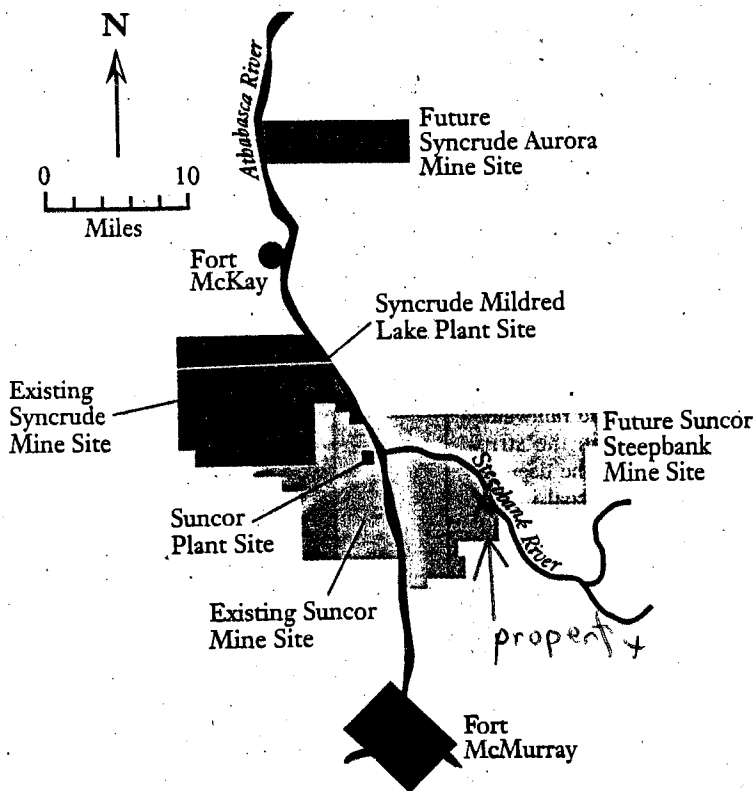 N
Athabasca River
Future
Syncrude Aurora
Mine Site
0 10
Miles
Fort
McKay
Syncrude Mildred
Lake Plant Site
Existing
Syncrude
Mine Site
Future Suncor
Steepbank
Mine Site
Steepbank River
Suncor
Plant Site
Existing Suncor
Mine Site
propert
Fort
McMurray